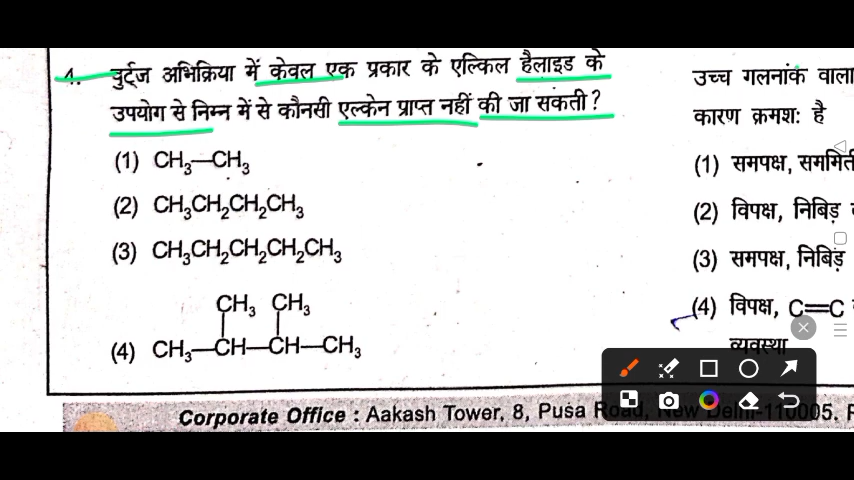 4. वुर्ट्ज अभिक्रिया में केवल एक प्रकार के एल्किल हैलाइड के
उपयोग से निम्न में से कौनसी एल्केन प्राप्त नहीं की जा सकती ?
(1) CH₃—CH₃
(2) CH₃CH₂CH₂CH₃
(3) CH₃CH₂CH₂CH₂CH₃
CH₃ CH₃
(4) CH₃—CH—CH—CH₃
उच्च गलनांक वाला
कारण क्रमशः है
(1) समपक्ष, सममिती
(2) विपक्ष, निबिड़
(3) समपक्ष, निबिड़
(4) विपक्ष, C=C
व्यवस्था
Corporate Office : Aakash Tower, 8, Pusa Road, New Delhi-110005.